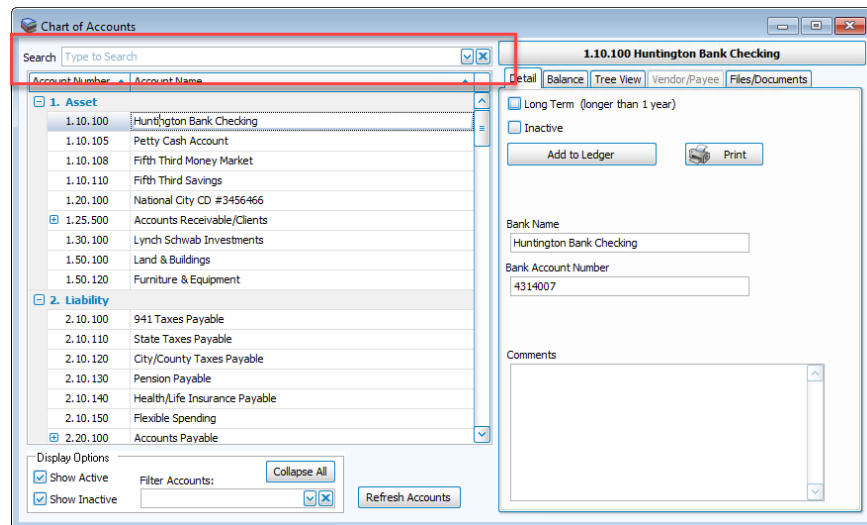 Chart of Accounts
Search Type to Search
Account Number Account Name
1. Asset
1.10.100 Huntington Bank Checking
1.10.105 Petty Cash Account
1.10.108 Fifth Third Money Market
1.10.110 Fifth Third Savings
1.20.100 National City CD #3456466
1.25.500 Accounts Receivable/Clients
1.30.100 Lynch Schwab Investments
1.50.100 Land & Buildings
1.50.120 Furniture & Equipment
2. Liability
2.10.100 941 Taxes Payable
2.10.110 State Taxes Payable
2.10.120 City/County Taxes Payable
2.10.130 Pension Payable
2.10.140 Health/Life Insurance Payable
2.10.150 Flexible Spending
2.20.100 Accounts Payable
Display Options
Show Active
Show Inactive
Filter Accounts:
Collapse All
Refresh Accounts
1.10.100 Huntington Bank Checking
Detail Balance Tree View Vendor/Payee Files/Documents
Long Term (longer than 1 year)
Inactive
Add to Ledger Print
Bank Name
Huntington Bank Checking
Bank Account Number
4314007
Comments